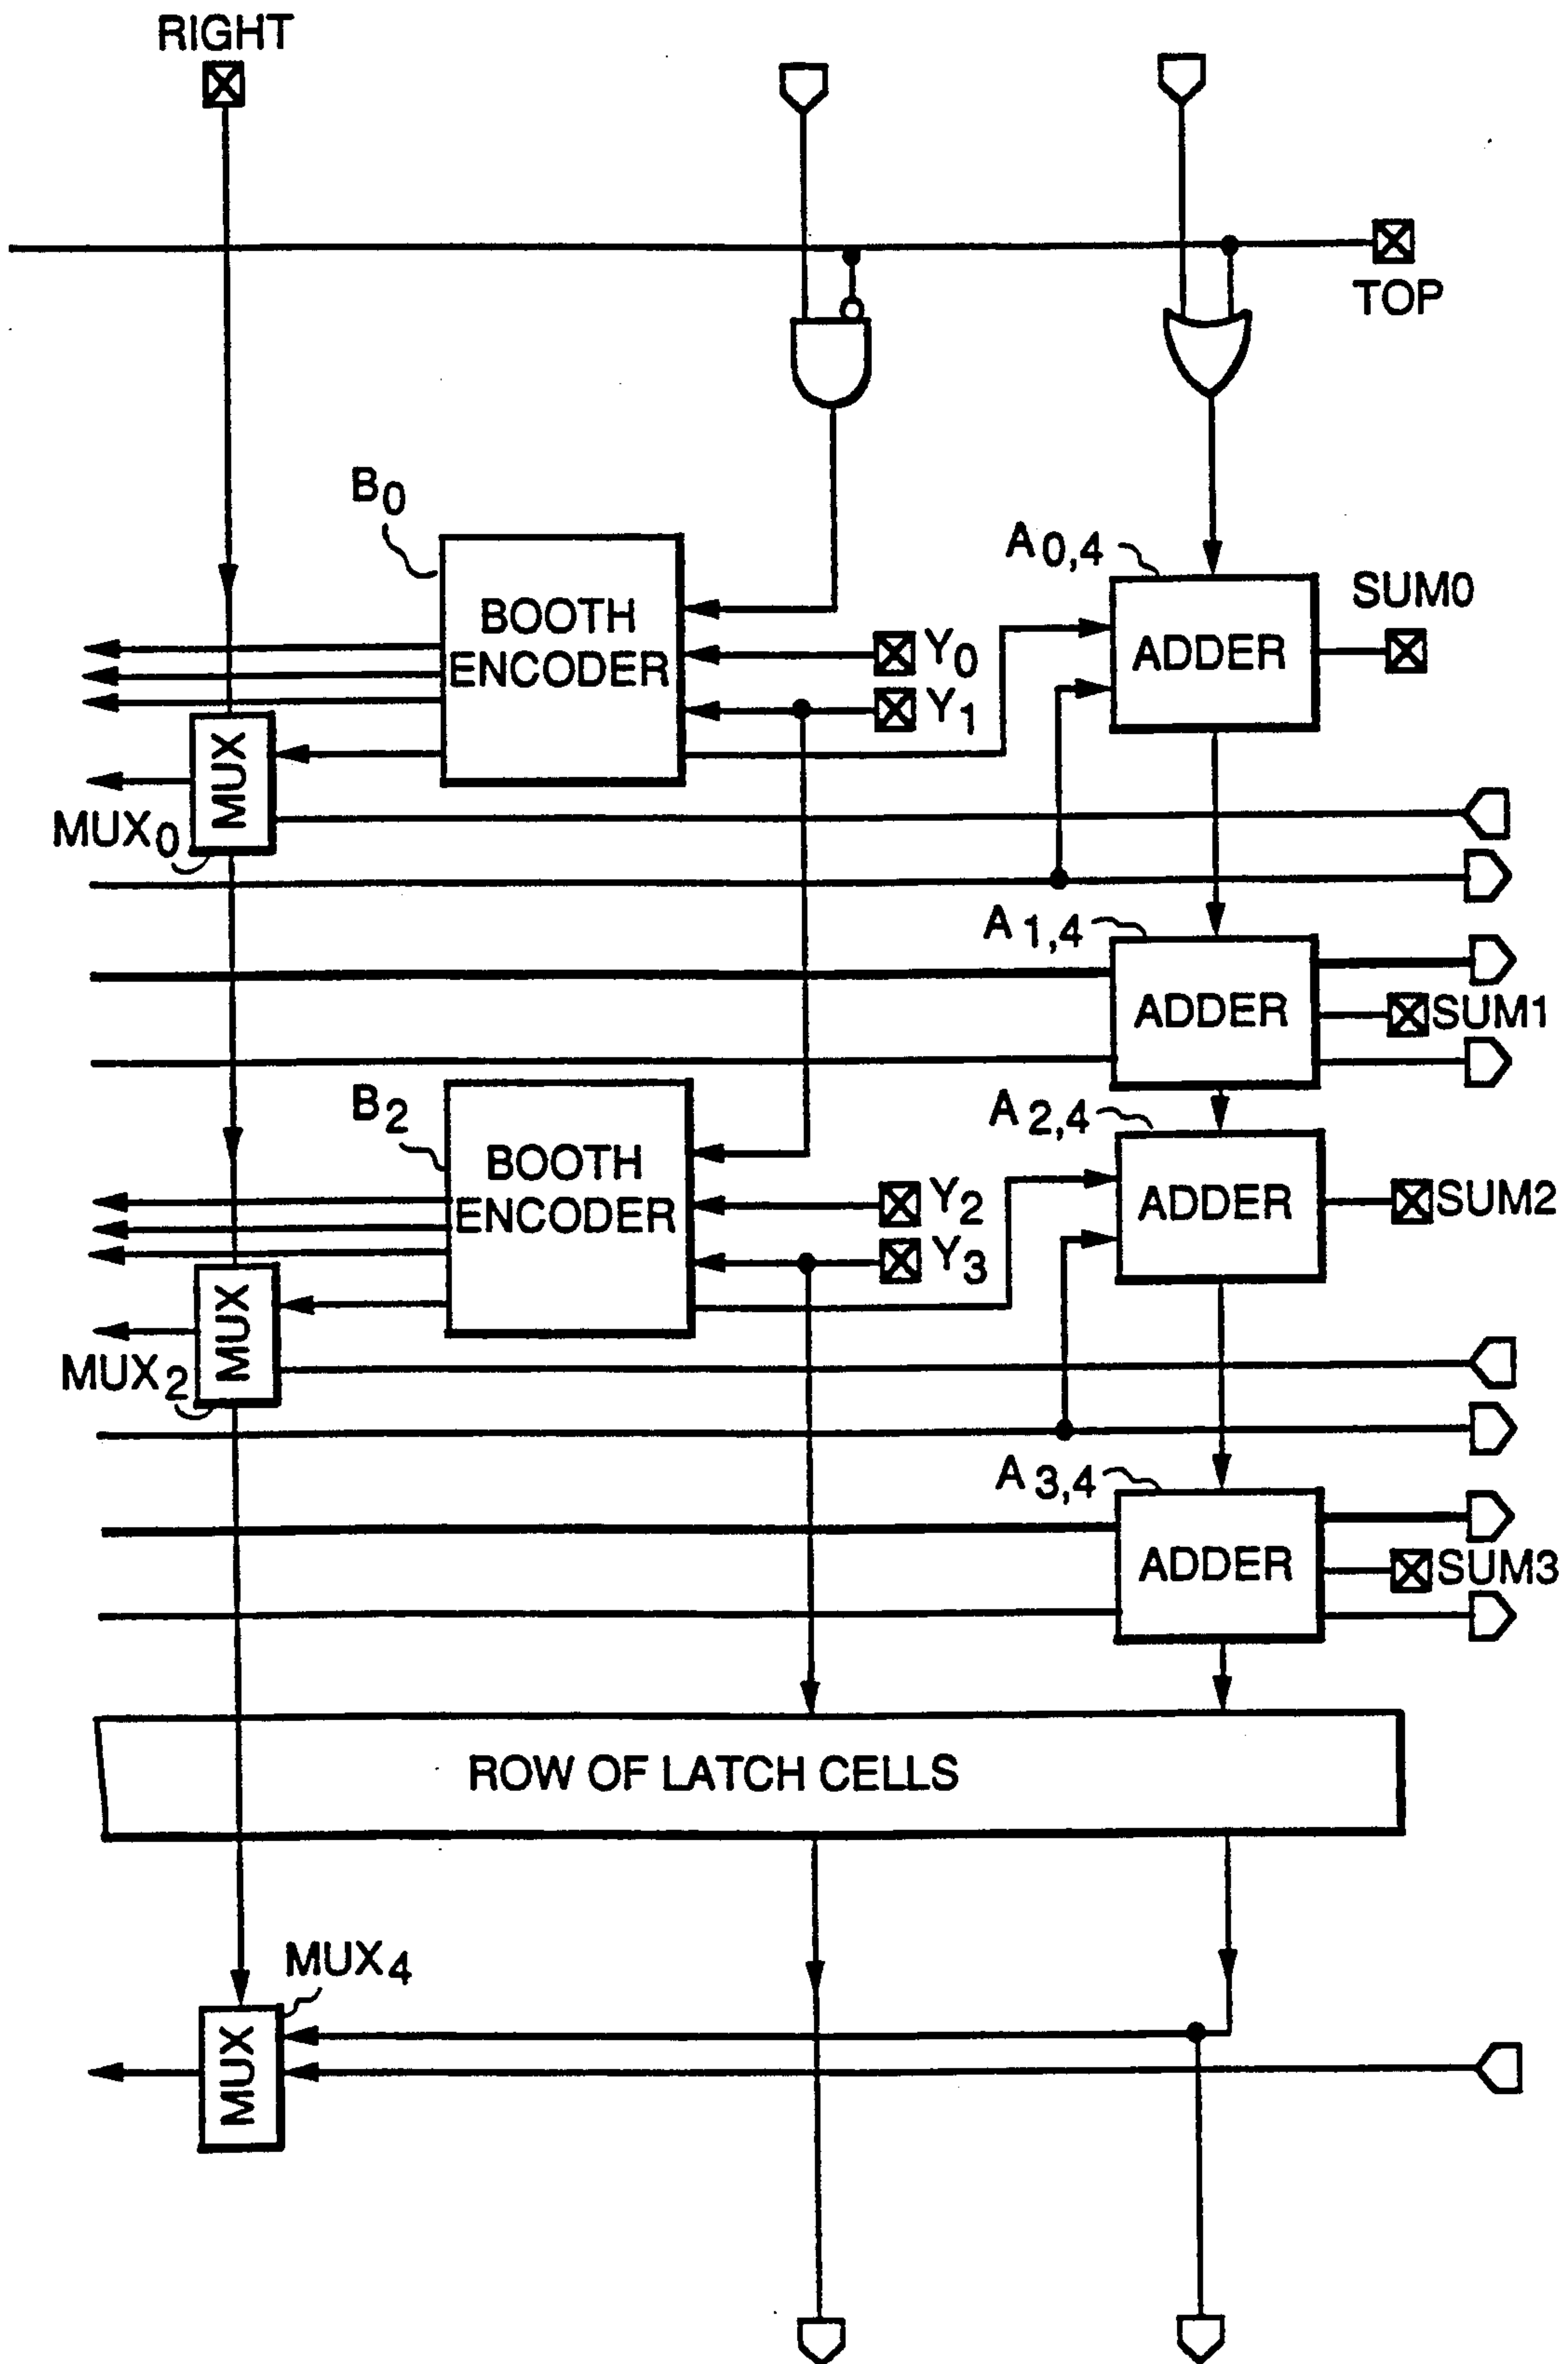 RIGHT
TOP
B0
A0,4
SUM0
BOOTH
ENCODER
Y0
ADDER
Y1
MUX
MUX0
A1,4
ADDER
SUM1
B2
A2,4
BOOTH
ENCODER
Y2
ADDER
SUM2
Y3
MUX
MUX2
A3,4
ADDER
SUM3
ROW OF LATCH CELLS
MUX4
MUX